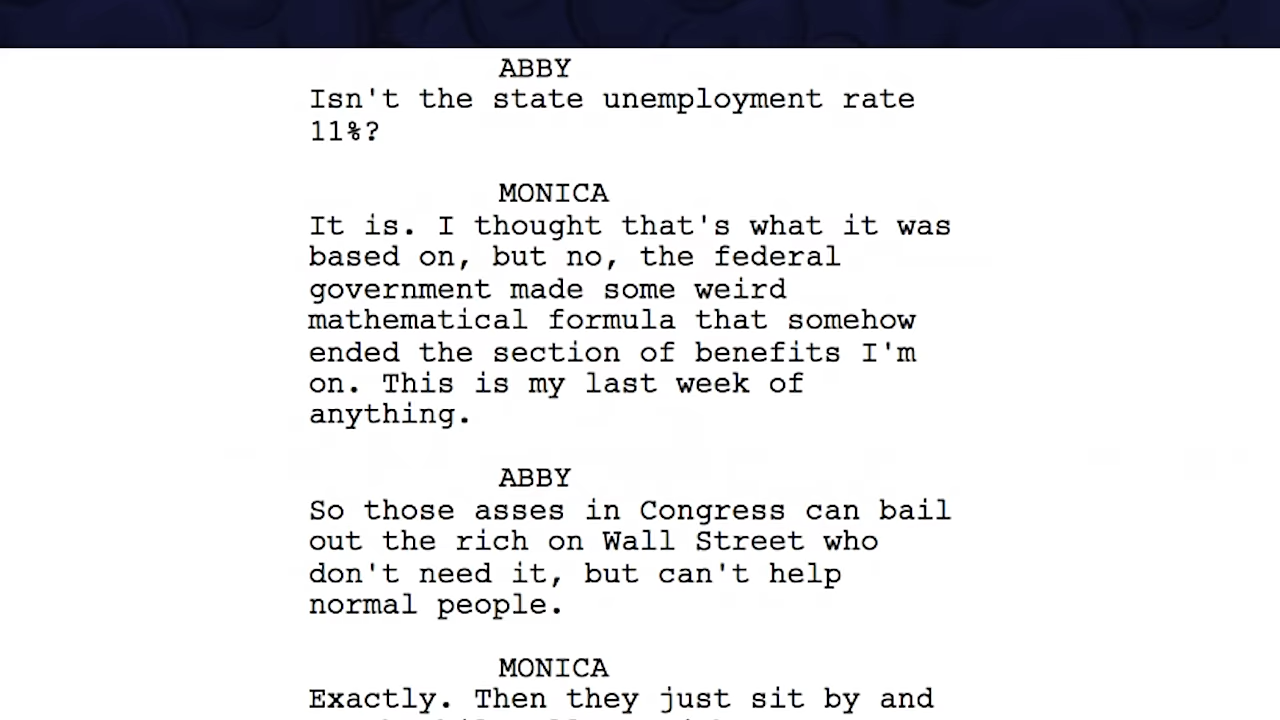 ABBY
Isn't the state unemployment rate
11%?
MONICA
It is. I thought that's what it was
based on, but no, the federal
government made some weird
mathematical formula that somehow
ended the section of benefits I'm
on. This is my last week of
anything.
ABBY
So those asses in Congress can bail
out the rich on Wall Street who
don't need it, but can't help
normal people.
MONICA
Exactly. Then they just sit by and